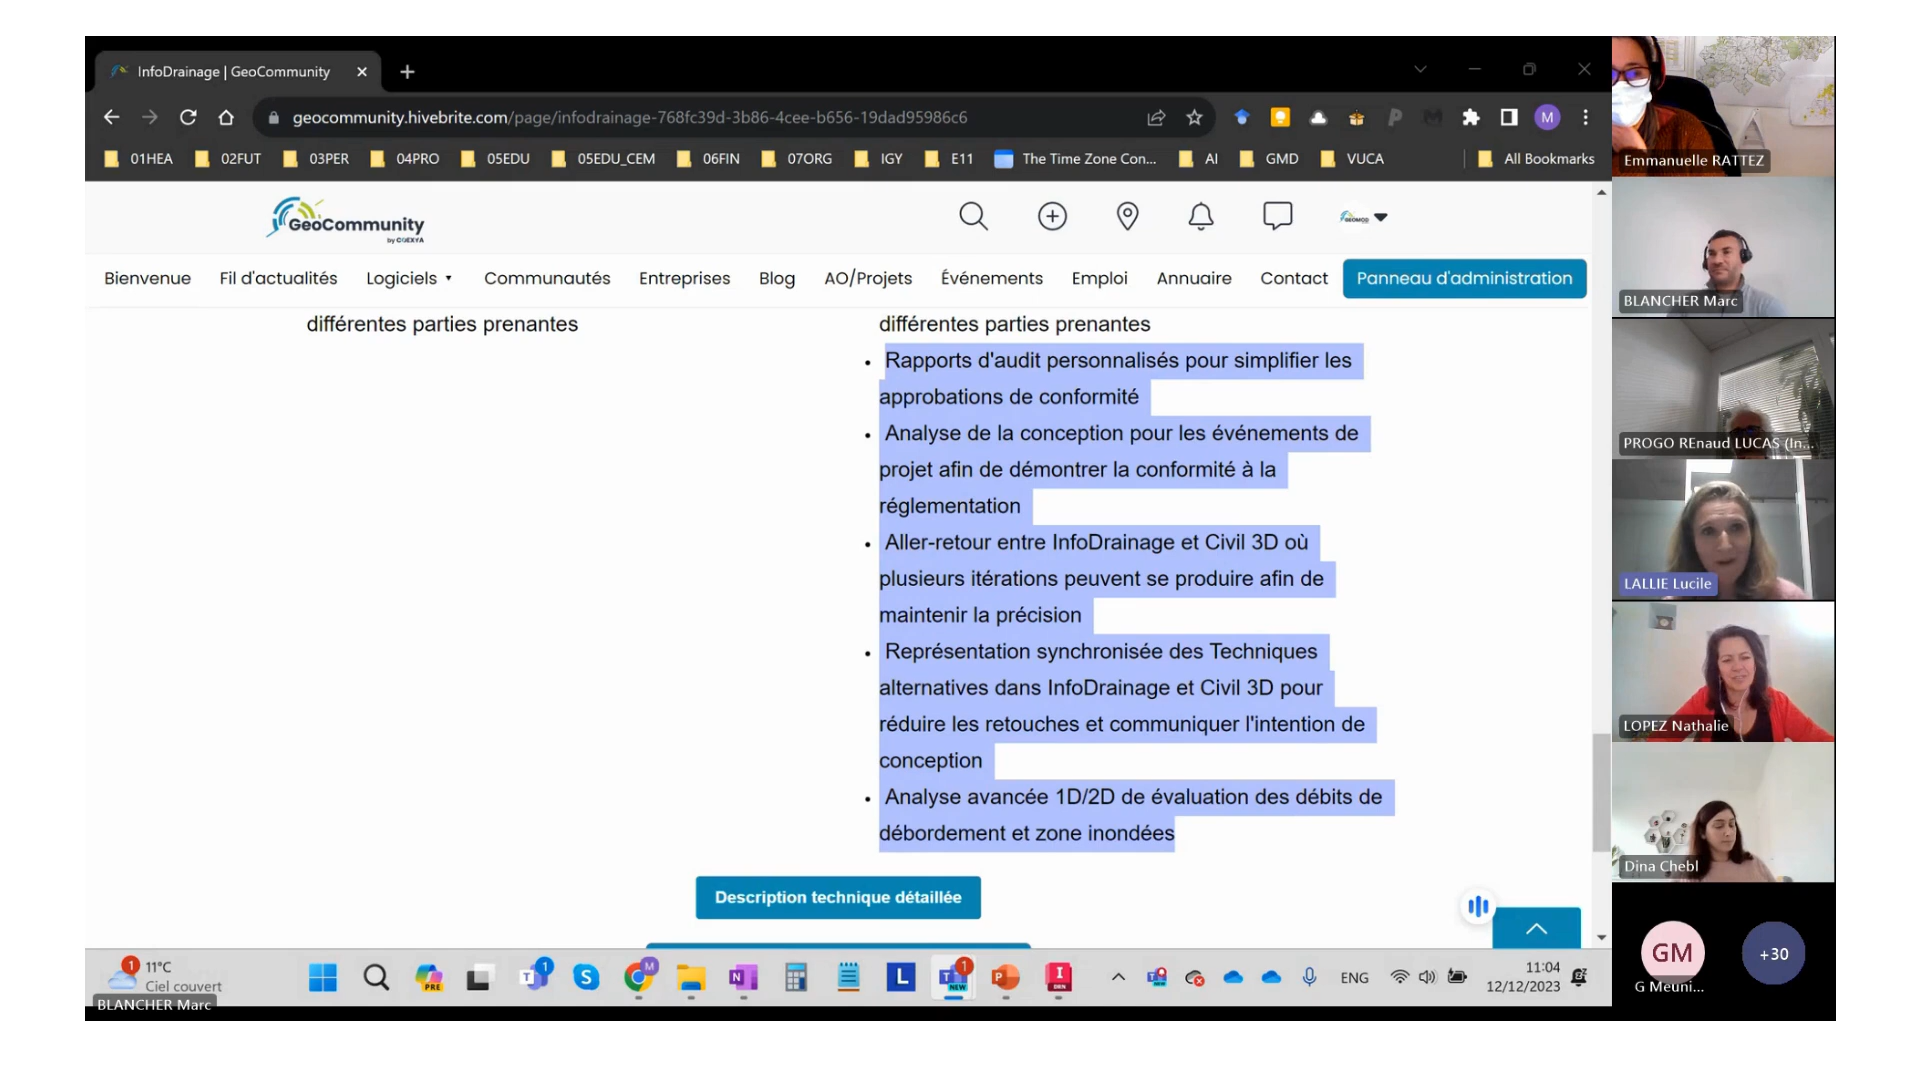 InfoDrainage | GeoCommunity
geocommunity.hivebrite.com/page/infodrainage-768fc39d-3b86-4cee-b656-19dad95986c6
M
01HEA
02FUT
03PER
04PRO
05EDU
05EDU_CEM
06FIN
07ORG
IGY
E11
The Time Zone Con...
AI
GMD
VUCA
All Bookmarks
GeoCommunity
by COEXYA
GEOMOD
Bienvenue
Fil d'actualités
Logiciels
Communautés
Entreprises
Blog
AO/Projets
Événements
Emploi
Annuaire
Contact
Panneau d'administration
différentes parties prenantes
différentes parties prenantes
• Rapports d'audit personnalisés pour simplifier les
approbations de conformité
• Analyse de la conception pour les événements de
projet afin de démontrer la conformité à la
réglementation
• Aller-retour entre InfoDrainage et Civil 3D où
plusieurs itérations peuvent se produire afin de
maintenir la précision
• Représentation synchronisée des Techniques
alternatives dans InfoDrainage et Civil 3D pour
réduire les retouches et communiquer l'intention de
conception
• Analyse avancée 1D/2D de évaluation des débits de
débordement et zone inondées
Description technique détaillée
1
11°C
Ciel couvert
BLANCHER Marc
PRE
1
M
N
L
1
NEW
P
I
ENG
11:04
12/12/2023
Emmanuelle RATTEZ
BLANCHER Marc
PROGO REnaud LUCAS (In...
LALLIE Lucile
LOPEZ Nathalie
Dina Chebl
GM
G Meuni...
+30